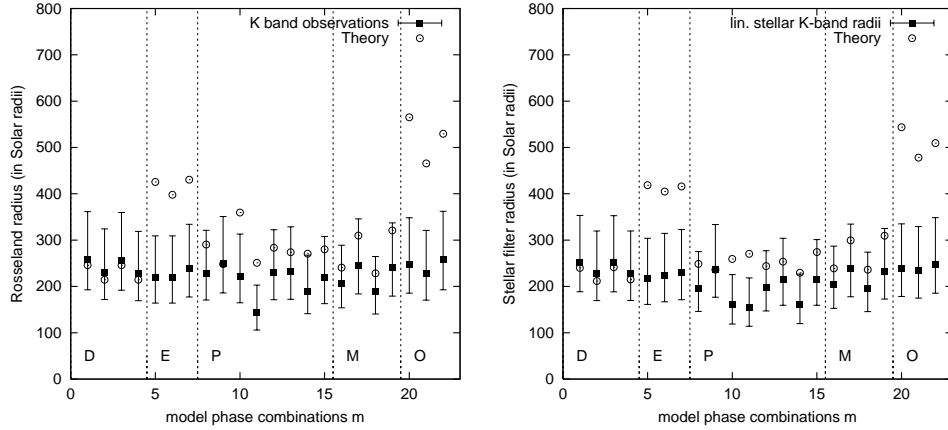 K band observations
Theory
Rosseland radius (in Solar radii)
800
700
600
500
400
300
200
100
0
D
E
P
M
O
0
5
10
15
20
model phase combinations m
lin. stellar K-band radii
Theory
Stellar filter radius (in Solar radii)
800
700
600
500
400
300
200
100
0
D
E
P
M
O
0
5
10
15
20
model phase combinations m